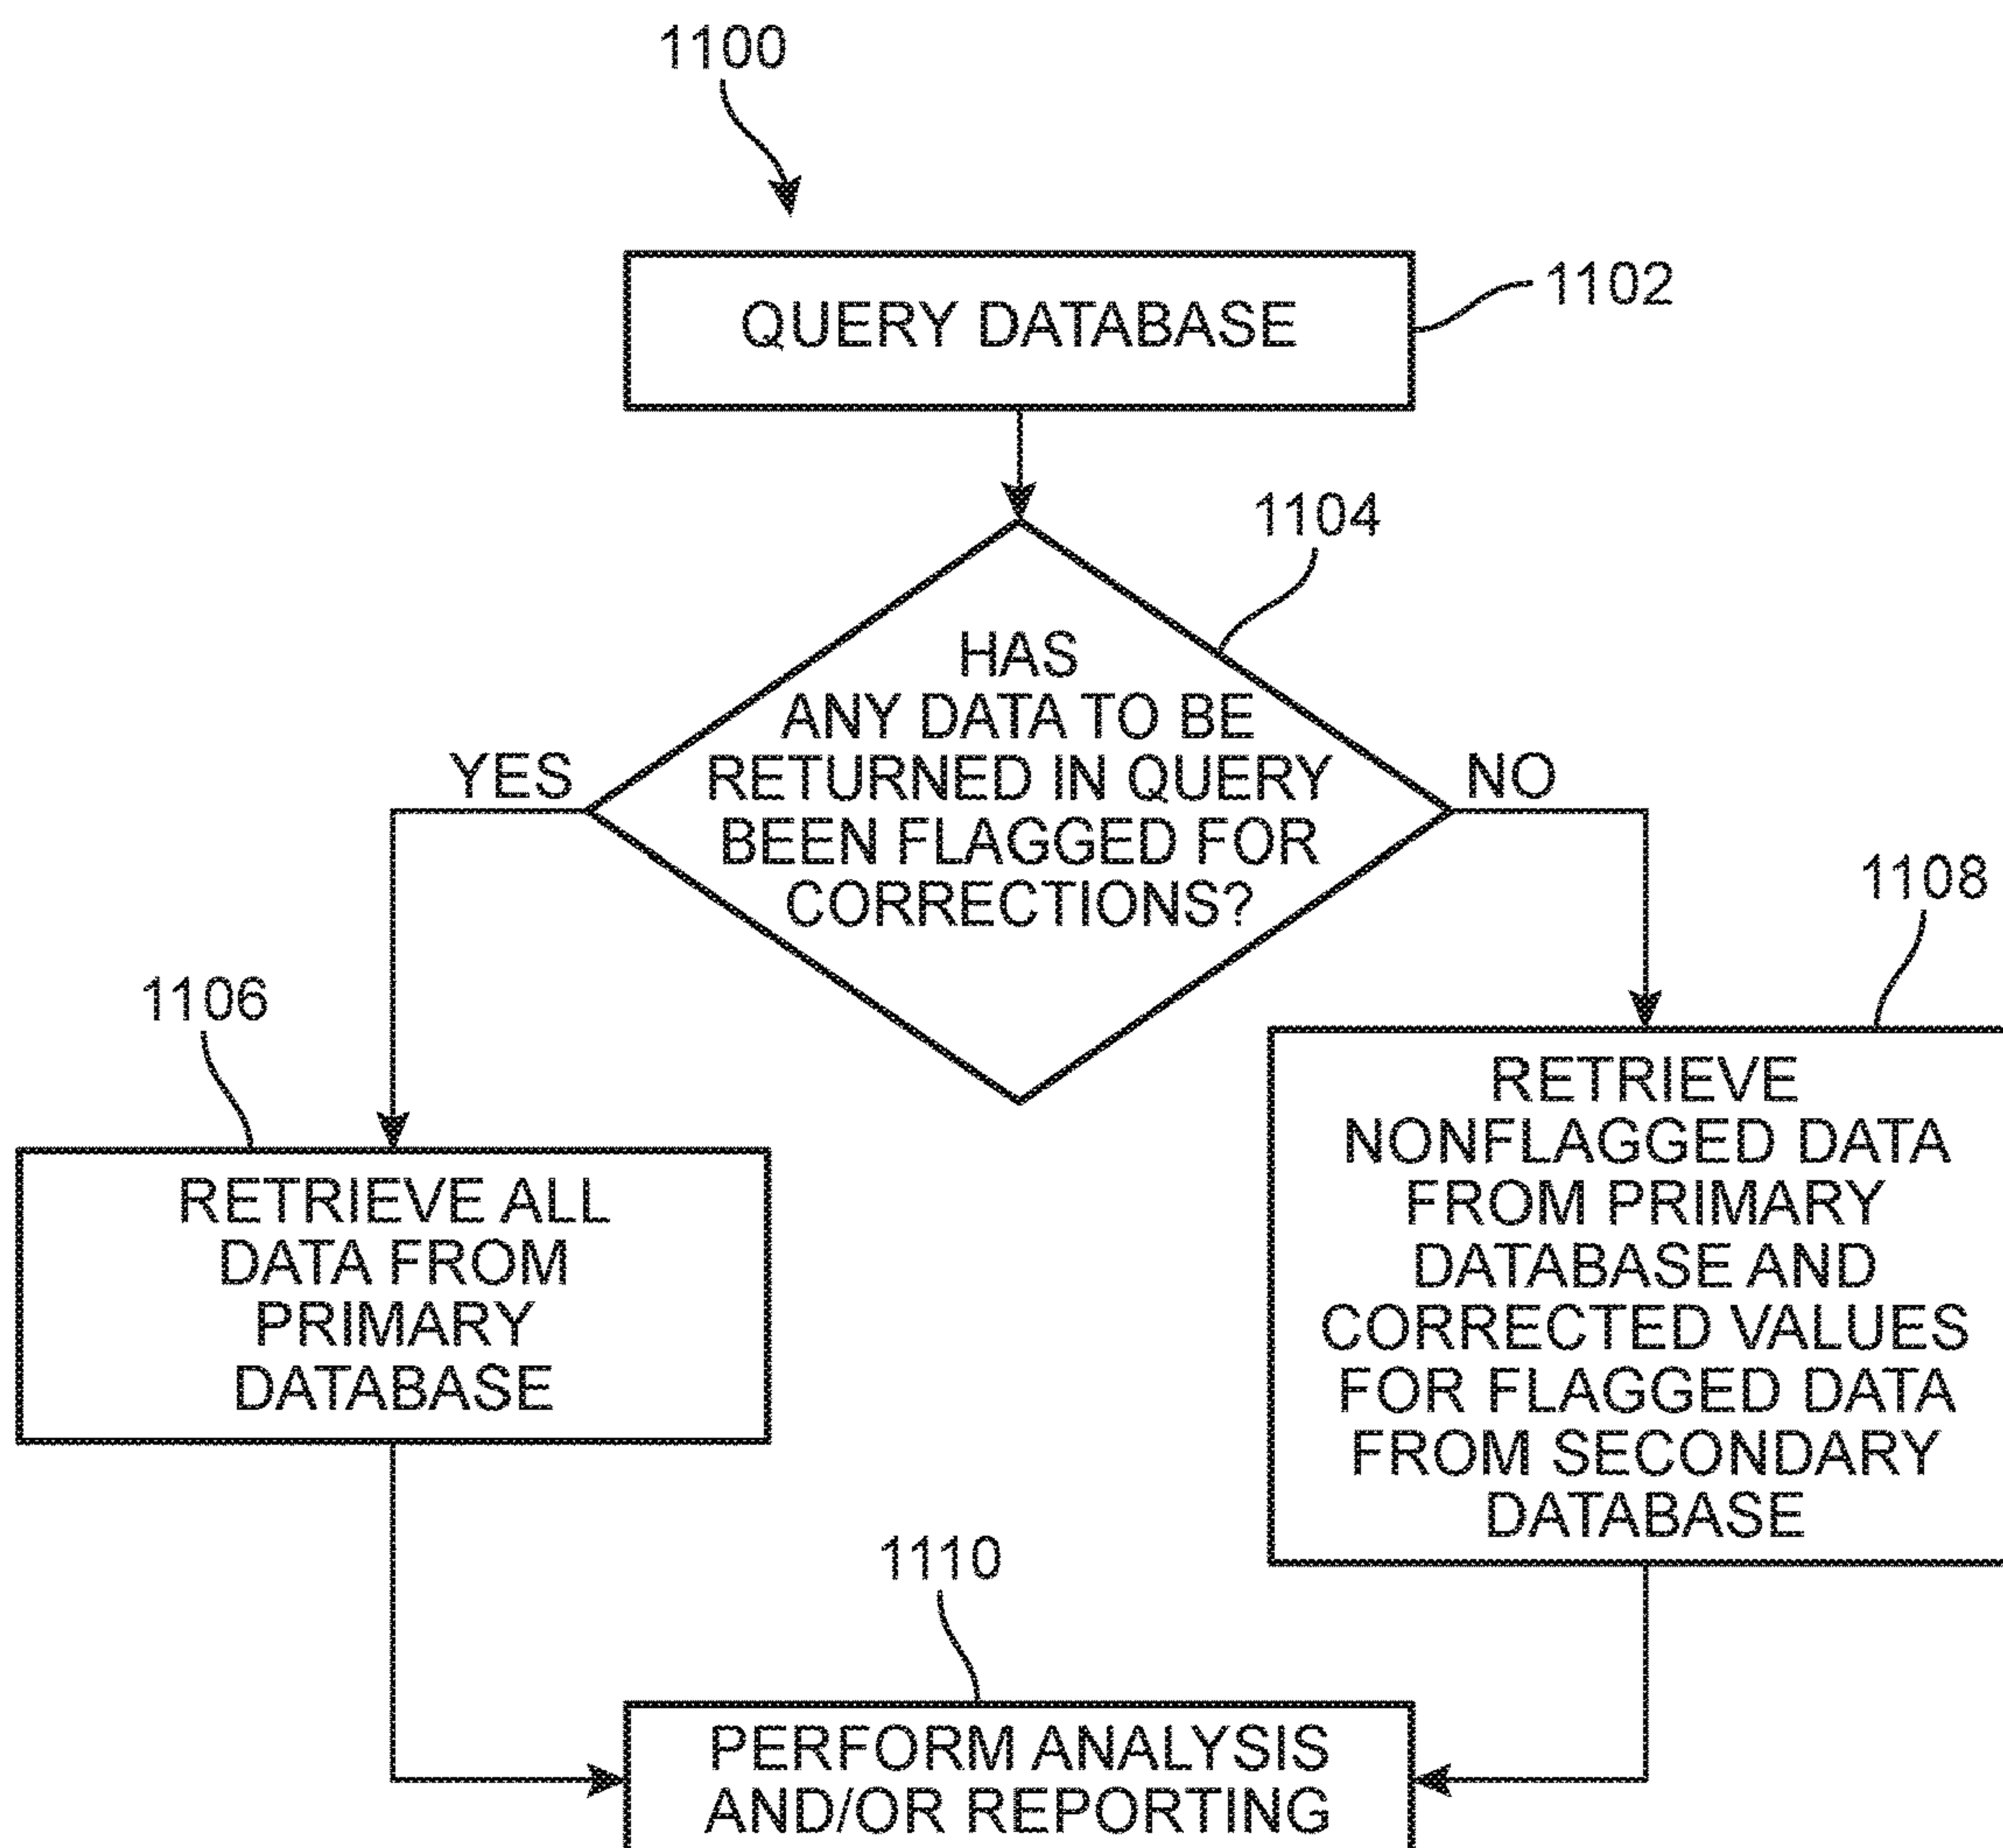 1100
QUERY DATABASE
1102
1104
HAS
ANY DATA TO BE
RETURNED IN QUERY
BEEN FLAGGED FOR
CORRECTIONS?
YES
NO
1106
RETRIEVE ALL
DATA FROM
PRIMARY
DATABASE
1108
RETRIEVE
NONFLAGGED DATA
FROM PRIMARY
DATABASE AND
CORRECTED VALUES
FOR FLAGGED DATA
FROM SECONDARY
DATABASE
1110
PERFORM ANALYSIS
AND/OR REPORTING